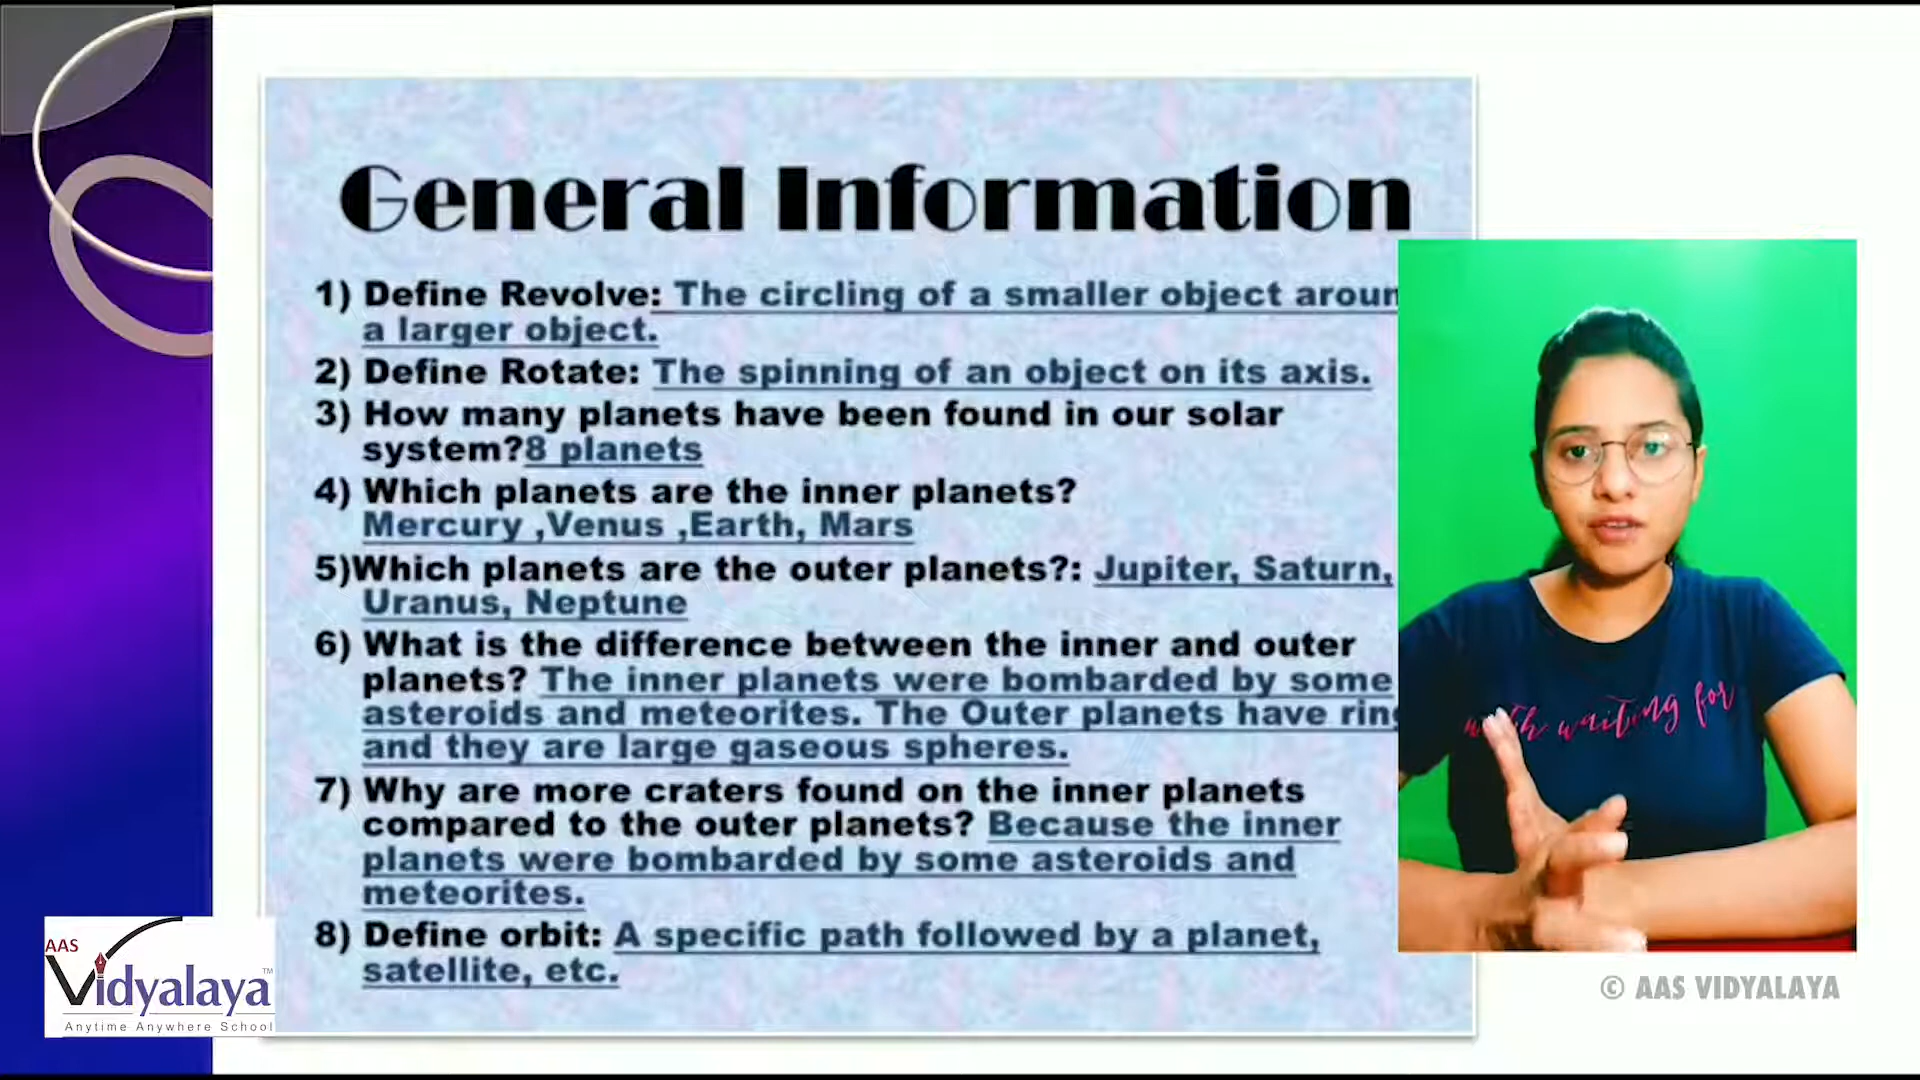 General Information
1) Define Revolve: The circling of a smaller object
a larger object.
2) Define Rotate: The spinning of an object on its axis.
3) How many planets have been found in our solar
system?8 planets
4) Which planets are the inner planets?
Mercury ,Venus ,Earth, Mars
5)Which planets are the outer planets?: Jupiter, Saturn,
Uranus, Neptune
6) What is the difference between the inner and outer
planets? The inner planets were bombarded by some
asteroids and meteorites. The Outer planets have
and they are large gaseous spheres.
7) Why are more craters found on the inner planets
compared to the outer planets? Because the inner
planets were bombarded by some asteroids and
meteorites.
8) Define orbit: A specific path followed by a planet,
satellite, etc.
waiting for
AAS
Vidyalaya™
Anytime Anywhere School
© AAS VIDYALAYA